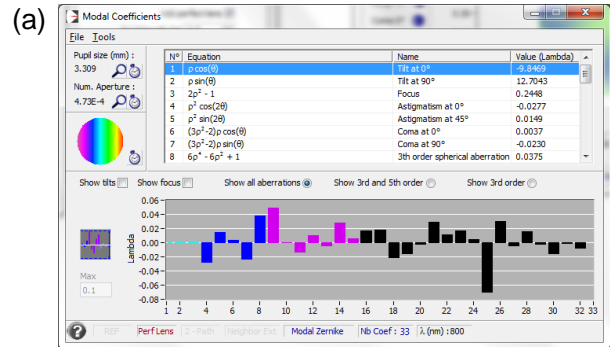 (a)
Modal Coefficients
File Tools
Pupil size (mm) :
3.309
Num. Aperture :
4.73E-4
N° Equation Name Value (Lambda)
1 ρ cos(θ) Tilt at 0° -9.8469
2 ρ sin(θ) Tilt at 90° 12.7043
3 2ρ² - 1 Focus 0.2448
4 ρ² cos(2θ) Astigmatism at 0° -0.0277
5 ρ² sin(2θ) Astigmatism at 45° 0.0149
6 (3ρ²-2)ρ cos(θ) Coma at 0° 0.0037
7 (3ρ²-2)ρ sin(θ) Coma at 90° -0.0230
8 6ρ⁴ - 6ρ² + 1 3th order spherical aberration 0.0375
Show tilts Show focus Show all aberrations Show 3rd and 5th order Show 3rd order
Max
0.1
Lambda
0.06
0.04
0.02
0.00
-0.02
-0.04
-0.06
-0.08
1 2 4 6 8 10 12 14 16 18 20 22 24 26 28 30 32 33
? REF Perf Lens 2 - Path Neighbor Ext Modal Zernike Nb Coef : 33 λ (nm) :800